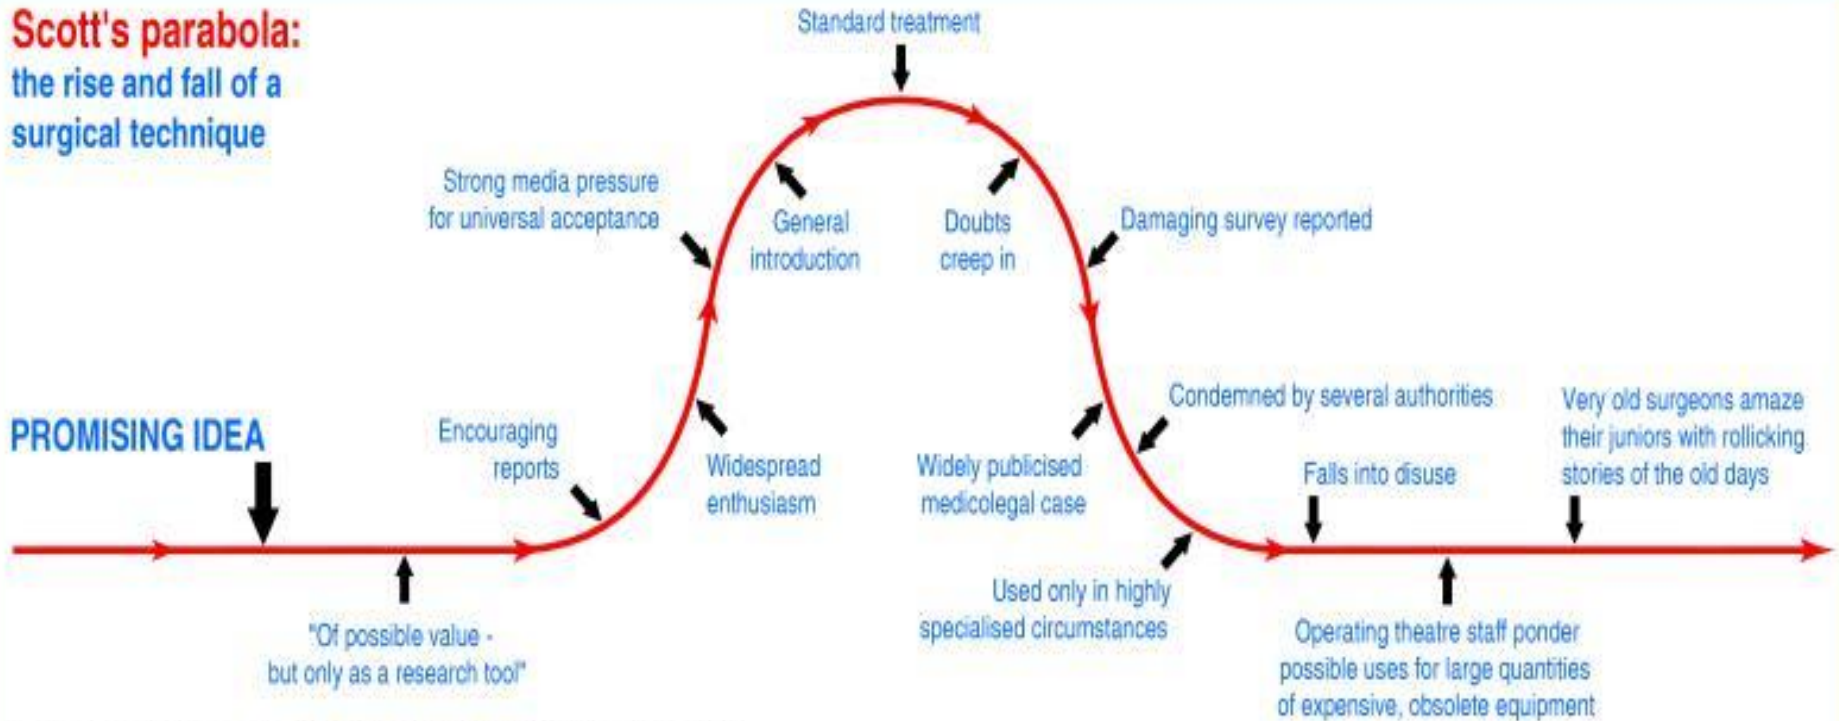 Scott's parabola:
the rise and fall of a
surgical technique
Standard treatment
Strong media pressure
for universal acceptance
General
introduction
Doubts
creep in
Damaging survey reported
PROMISING IDEA
Encouraging
reports
Widespread
enthusiasm
Widely publicised
medicolegal case
Condemned by several authorities
Falls into disuse
Very old surgeons amaze
their juniors with rollicking
stories of the old days
"Of possible value -
but only as a research tool"
Used only in highly
specialised circumstances
Operating theatre staff ponder
possible uses for large quantities
of expensive, obsolete equipment